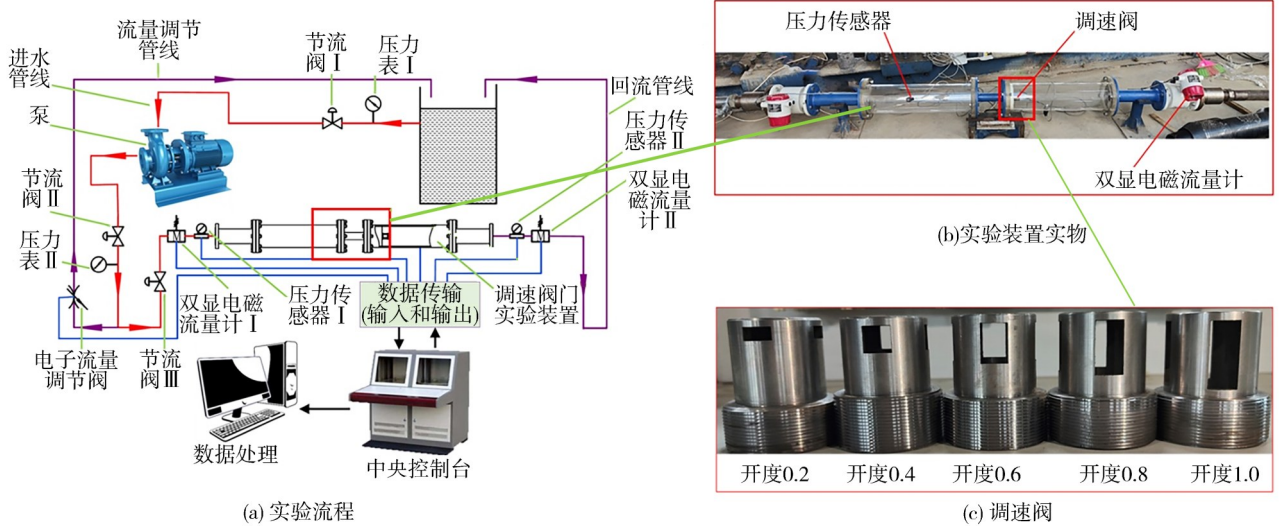 流量调节
管线
进水
管线
泵
节流
阀Ⅰ
压力
表Ⅰ
回流管线
压力传
感器Ⅱ
双显电
磁流量
计Ⅱ
节流
阀Ⅱ
压力
表Ⅱ
M
M
电子流量
调节阀
节流
阀Ⅲ
双显电磁
流量计Ⅰ
压力传
感器Ⅰ
数据传输
(输入和输出)
调速阀门
实验装置
数据处理
中央控制台
(a) 实验流程
压力传感器
调速阀
双显电磁流量计
(b)实验装置实物
开度0.2
开度0.4
开度0.6
开度0.8
开度1.0
(c) 调速阀